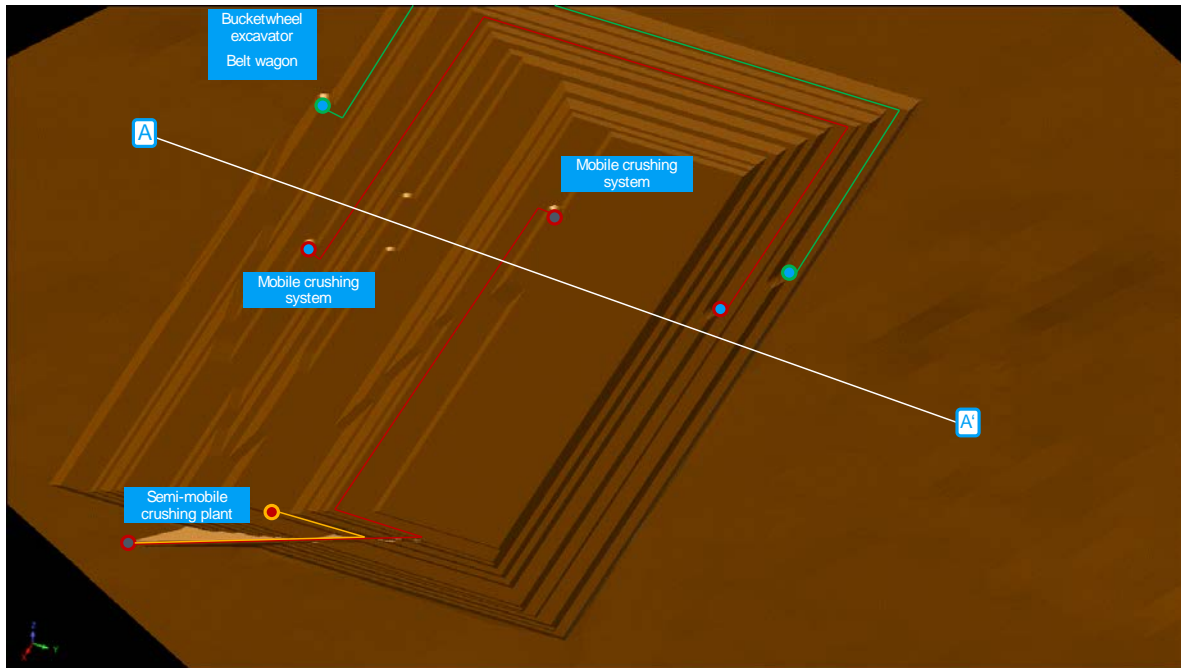 Bucketwheel
excavator
Belt wagon
A
Mobile crushing
system
Mobile crushing
system
A'
Semi-mobile
crushing plant
Z
Y
X